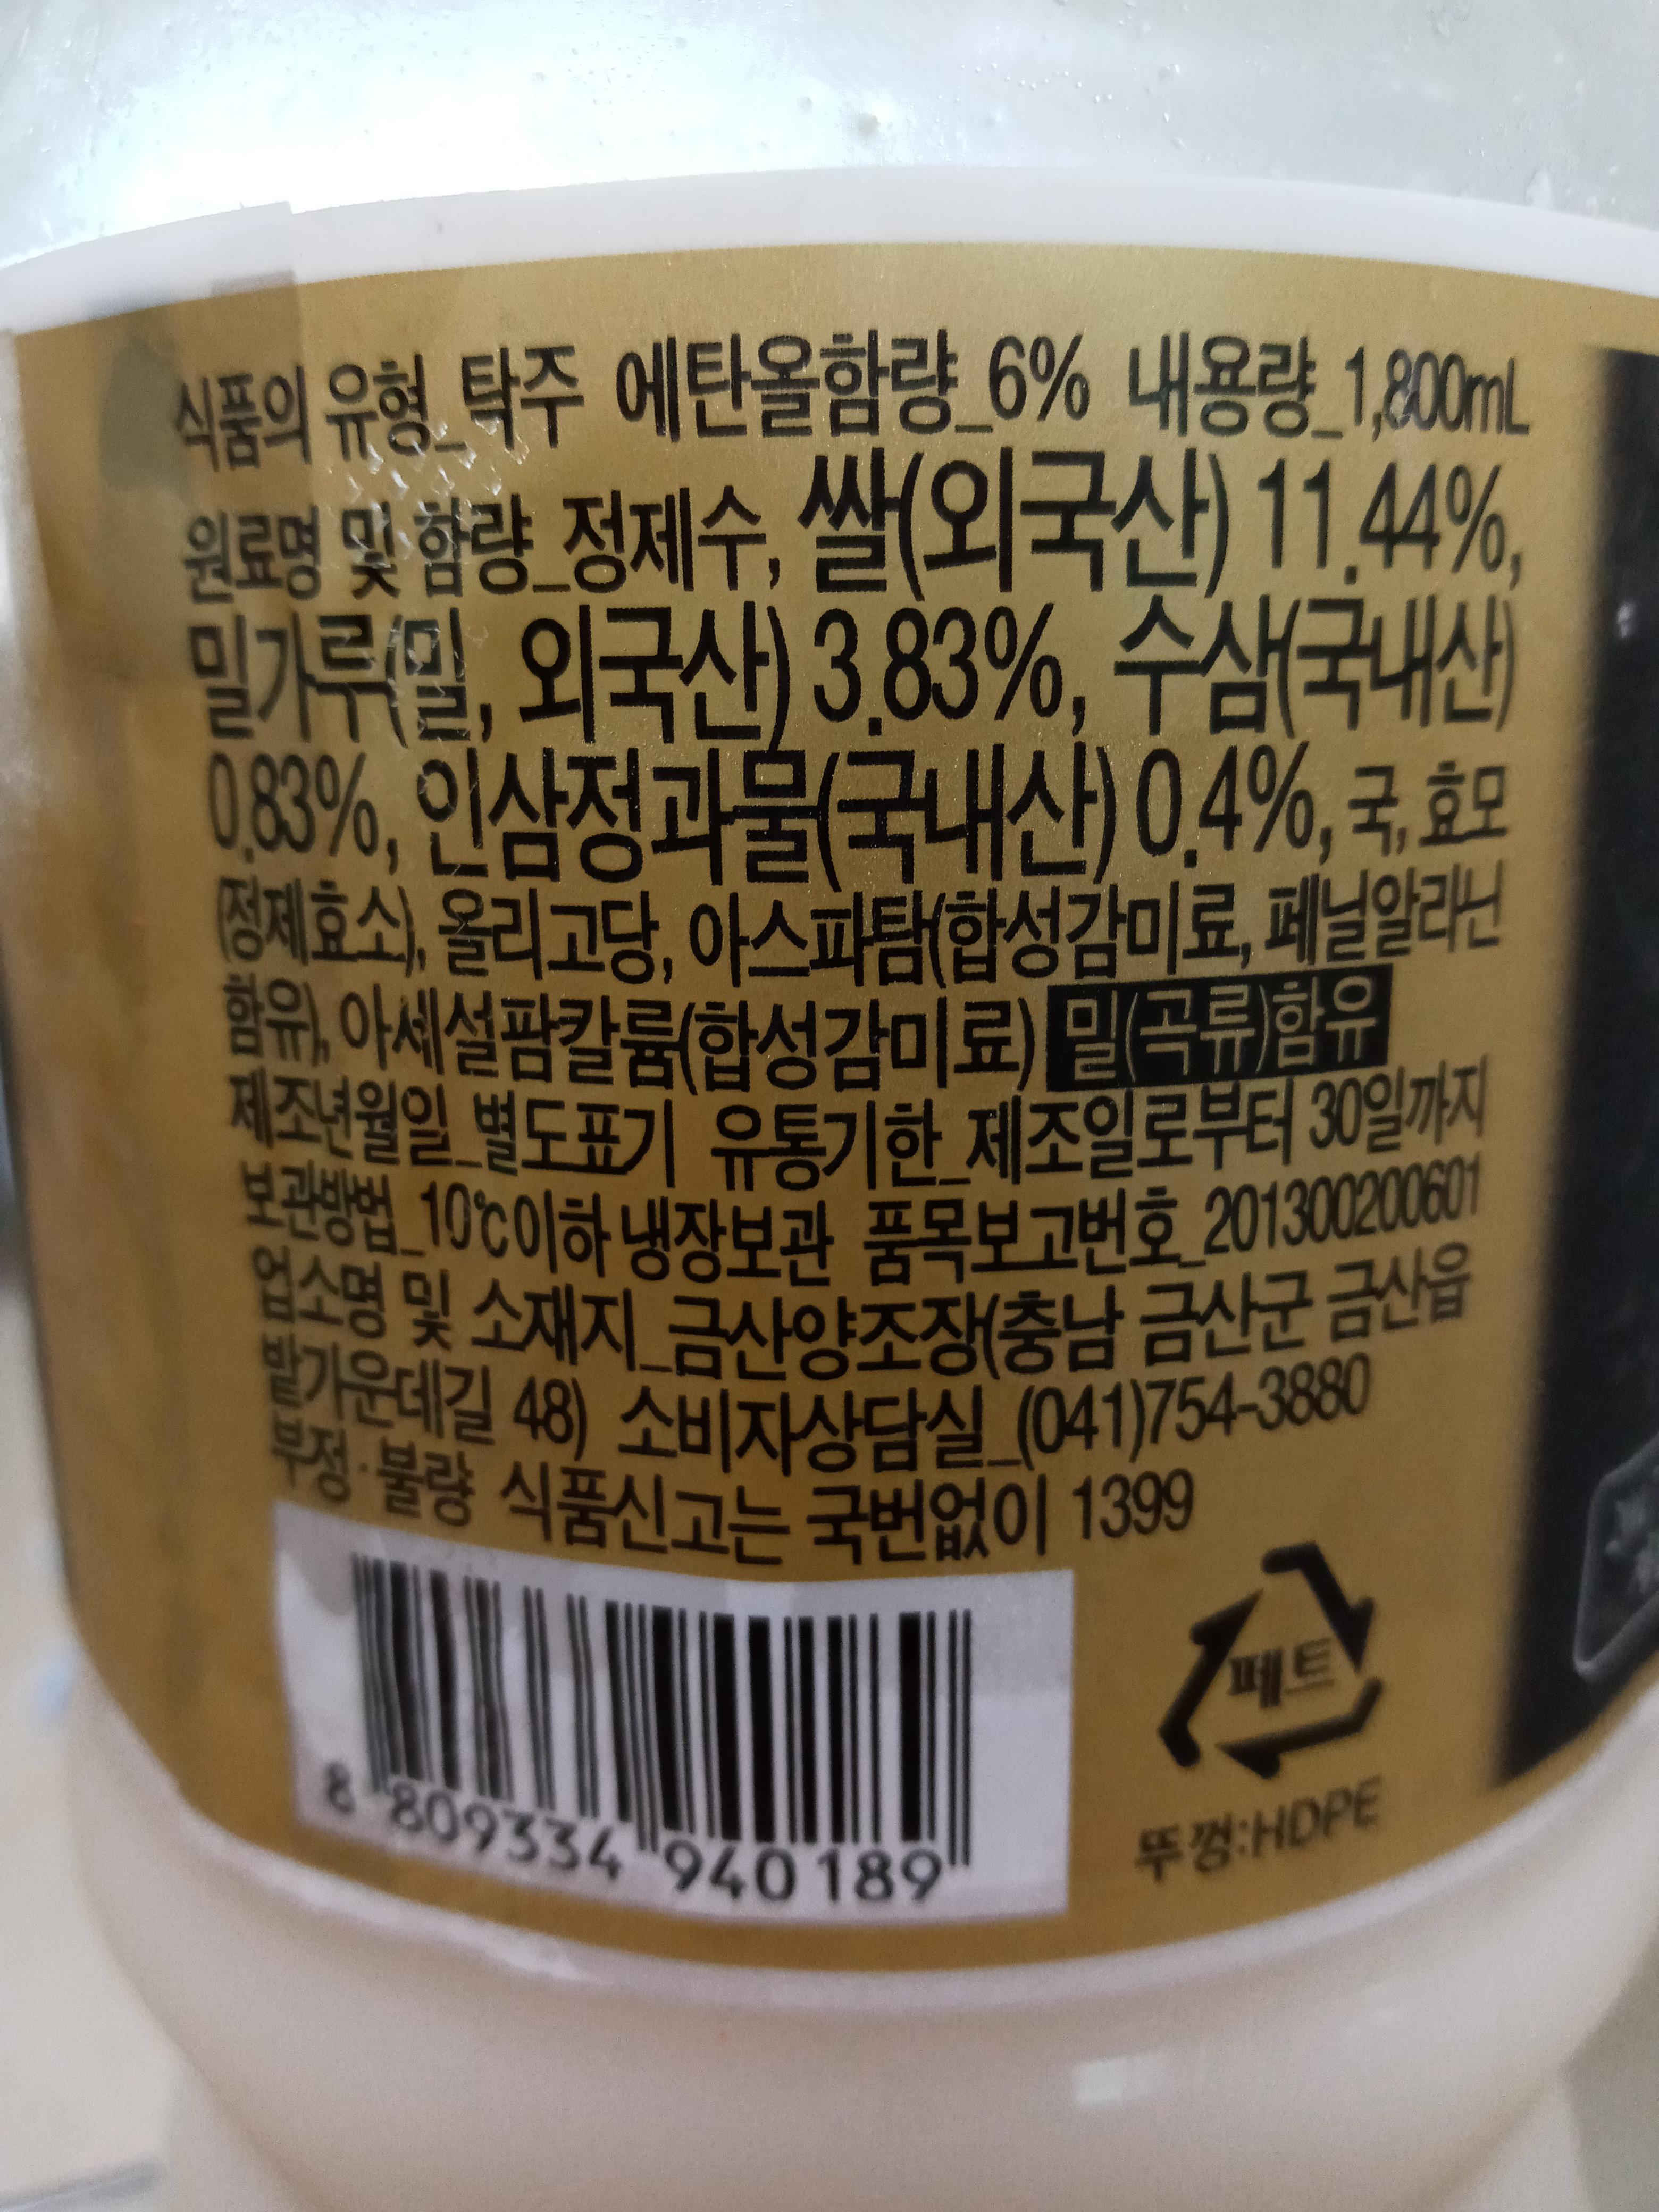 식품의 유형_탁주 에탄올함량_6% 내용량_1,800mL
원료명 및 함량_정제수, 쌀(외국산) 11.44%,
밀가루(밀, 외국산) 3.83%, 수삼(국내산)
0.83%, 인삼정과물(국내산) 0.4%, 국, 효모
(정제효소), 올리고당, 아스파탐(합성감미료, 페닐알라닌
함유), 아세설팜칼륨(합성감미료) 밀(곡류)함유
제조년월일_별도표기 유통기한_제조일로부터 30일까지
보관방법_10℃이하 냉장보관 품목보고번호_201300200601
업소명 및 소재지_금산양조장(충남 금산군 금산읍
밭가운데길 48) 소비자상담실_(041)754-3880
부정·불량 식품신고는 국번없이 1399
페트
뚜껑:HDPE
8 809334 940189